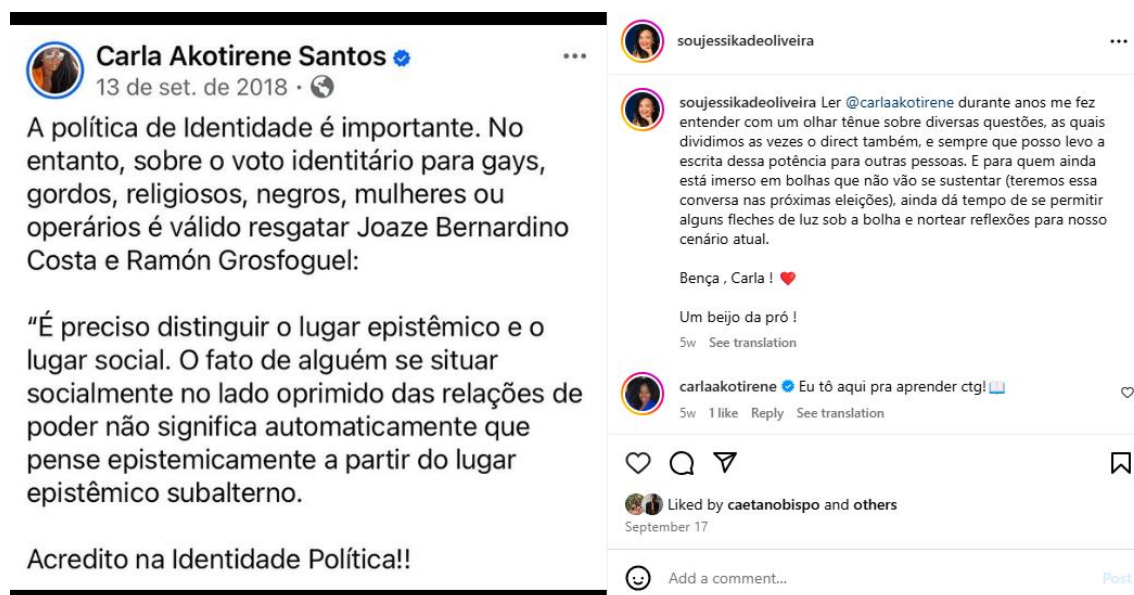 Carla Akotirene Santos
13 de set. de 2018 ·
A política de Identidade é importante. No
entanto, sobre o voto identitário para gays,
gordos, religiosos, negros, mulheres ou
operários é válido resgatar Joaze Bernardino
Costa e Ramón Grosfoguel:
“É preciso distinguir o lugar epistêmico e o
lugar social. O fato de alguém se situar
socialmente no lado oprimido das relações de
poder não significa automaticamente que
pense epistemicamente a partir do lugar
epistêmico subalterno.
Acredito na Identidade Política!!
soujessikadeoliveira
soujessikadeoliveira Ler @carlaakotirene durante anos me fez
entender com um olhar tênue sobre diversas questões, as quais
dividimos as vezes o direct também, e sempre que posso levo a
escrita dessa potência para outras pessoas. E para quem ainda
está imerso em bolhas que não vão se sustentar (teremos essa
conversa nas próximas eleições), ainda dá tempo de se permitir
alguns fleches de luz sob a bolha e nortear reflexões para nosso
cenário atual.
Bença , Carla ! ❤️
Um beijo da pró !
5w See translation
carlaakotirene Eu tô aqui pra aprender ctg!📖
5w 1 like Reply See translation
Liked by caetanobispo and others
September 17
Add a comment...
Post